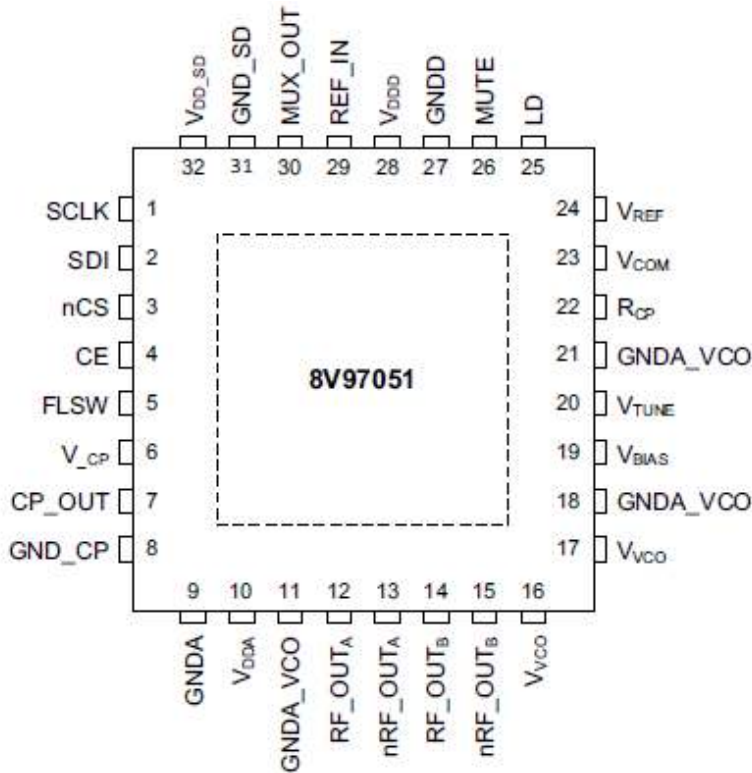 V_DD_SD
GND_SD
MUX_OUT
REF_IN
V_DDD
GNDD
MUTE
LD
32 31 30 29 28 27 26 25
SCLK 1
SDI 2
nCS 3
CE 4
FLSW 5
V_CP 6
CP_OUT 7
GND_CP 8
8V97051
24 VREF
23 VCOM
22 RCP
21 GNDA_VCO
20 VTUNE
19 VBIAS
18 GNDA_VCO
17 VVCO
9 10 11 12 13 14 15 16
GNDA
VDDA
GNDA_VCO
RF_OUTA
nRF_OUTA
RF_OUTB
nRF_OUTB
VVCO